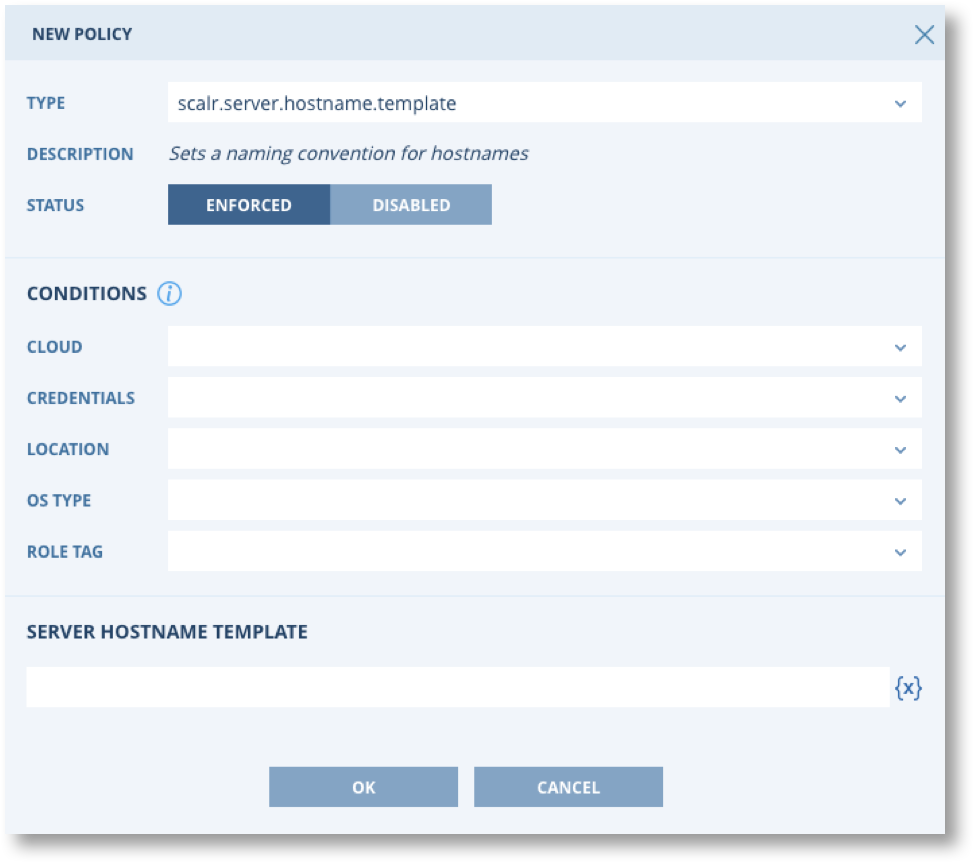 NEW POLICY
TYPE scalr.server.hostname.template
DESCRIPTION Sets a naming convention for hostnames
STATUS ENFORCED DISABLED
CONDITIONS i
CLOUD
CREDENTIALS
LOCATION
OS TYPE
ROLE TAG
SERVER HOSTNAME TEMPLATE
{x}
OK CANCEL